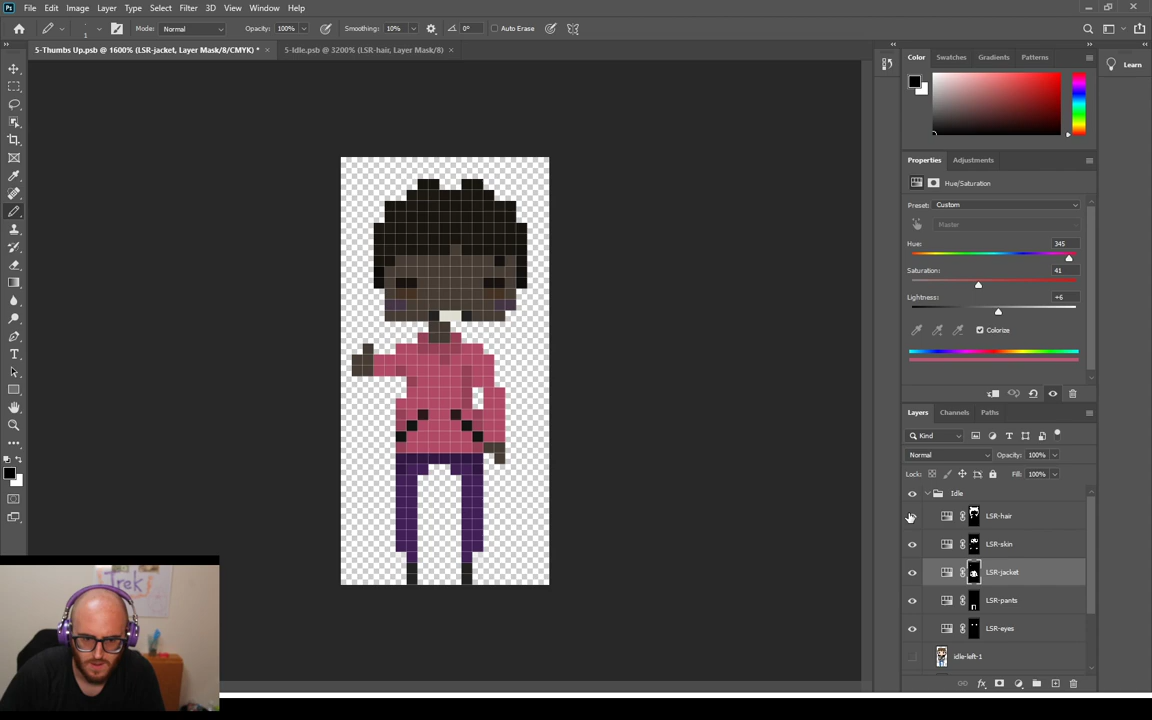 Ps File Edit Image Layer Type Select Filter 3D View Window Help
1 Mode: Normal Opacity: 100% Smoothing: 10% 0° Auto Erase
5-Thumbs Up.psb @ 1600% (LSR-jacket, Layer Mask/8/CMYK) * × 5-Idle.psb @ 3200% (LSR-hair, Layer Mask/8) ×
Color Swatches Gradients Patterns
Learn
Properties Adjustments
Hue/Saturation
Preset: Custom
Master
Hue: 345
Saturation: 41
Lightness: +6
Colorize
Layers Channels Paths
Kind
Normal Opacity: 100%
Lock: Fill: 100%
Idle
LSR-hair
LSR-skin
LSR-jacket
LSR-pants
LSR-eyes
idle-left-1
fx
Trek